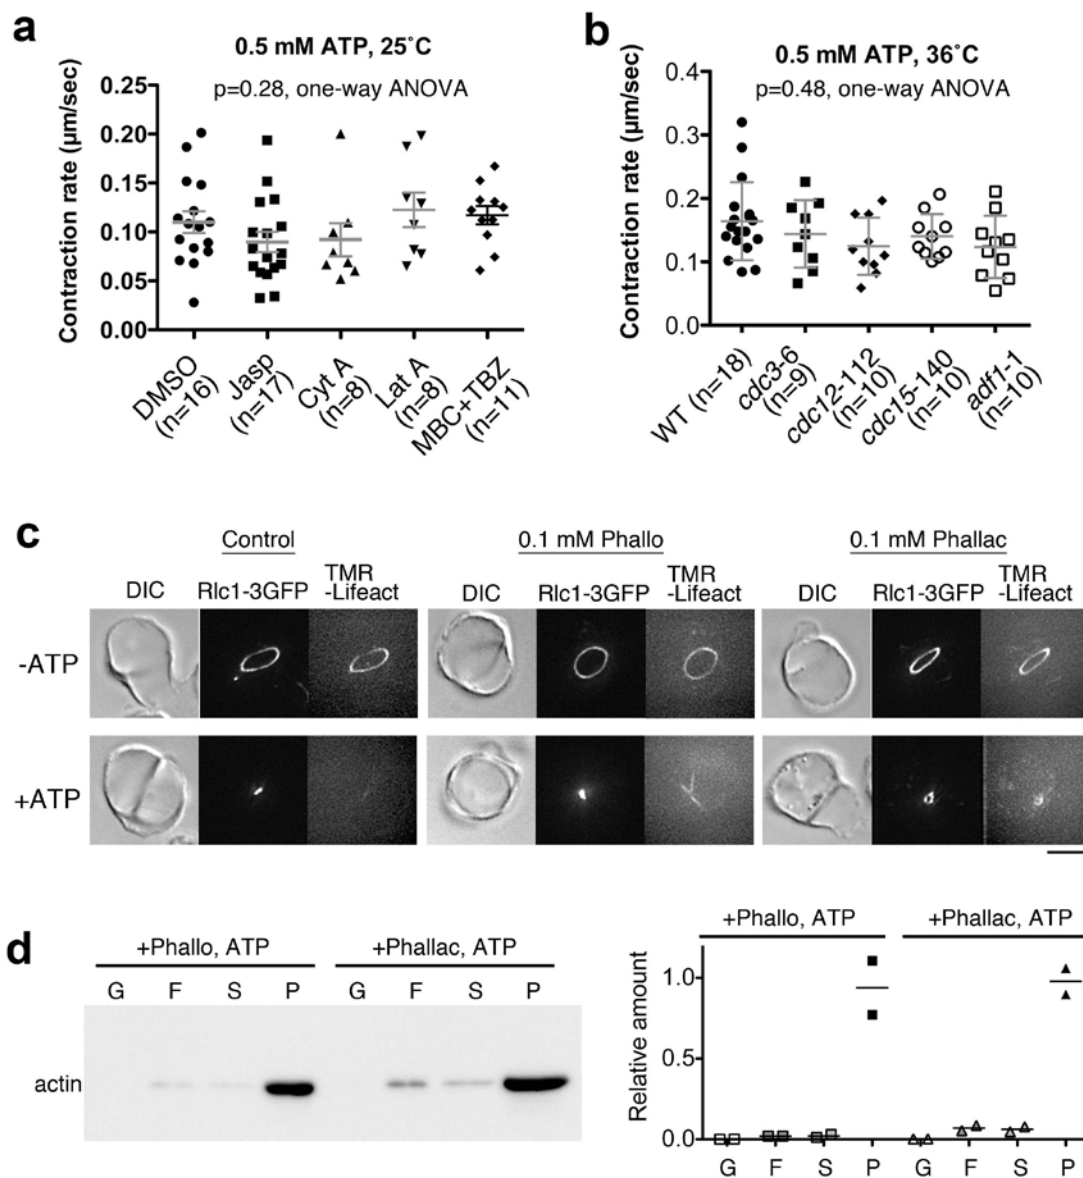 a
0.5 mM ATP, 25˚C
p=0.28, one-way ANOVA
Contraction rate (µm/sec)
0.25
0.20
0.15
0.10
0.05
0.00
DMSO
(n=16)
Jasp
(n=17)
Cyt A
(n=8)
Lat A
(n=8)
MBC+TBZ
(n=11)
b
0.5 mM ATP, 36˚C
p=0.48, one-way ANOVA
Contraction rate (µm/sec)
0.4
0.3
0.2
0.1
0.0
WT (n=18)
cdc3-6
(n=9)
cdc12-112
(n=10)
cdc15-140
(n=10)
adf1-1
(n=10)
c
Control
0.1 mM Phallo
0.1 mM Phallac
DIC
Rlc1-3GFP
TMR
-Lifeact
DIC
Rlc1-3GFP
TMR
-Lifeact
DIC
Rlc1-3GFP
TMR
-Lifeact
-ATP
+ATP
d
+Phallo, ATP
+Phallac, ATP
G F S P G F S P
actin
+Phallo, ATP
+Phallac, ATP
Relative amount
1.0
0.5
0.0
G F S P G F S P